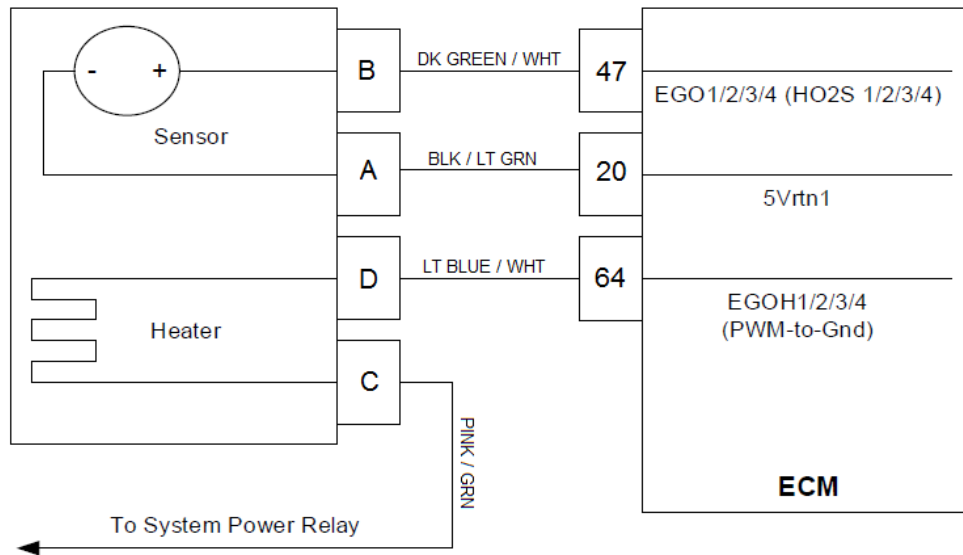 - +
B
DK GREEN / WHT
47
EGO1/2/3/4 (HO2S 1/2/3/4)
Sensor
A
BLK / LT GRN
20
5Vrtn1
D
LT BLUE / WHT
64
EGOH1/2/3/4
(PWM-to-Gnd)
Heater
C
PINK / GRN
ECM
To System Power Relay